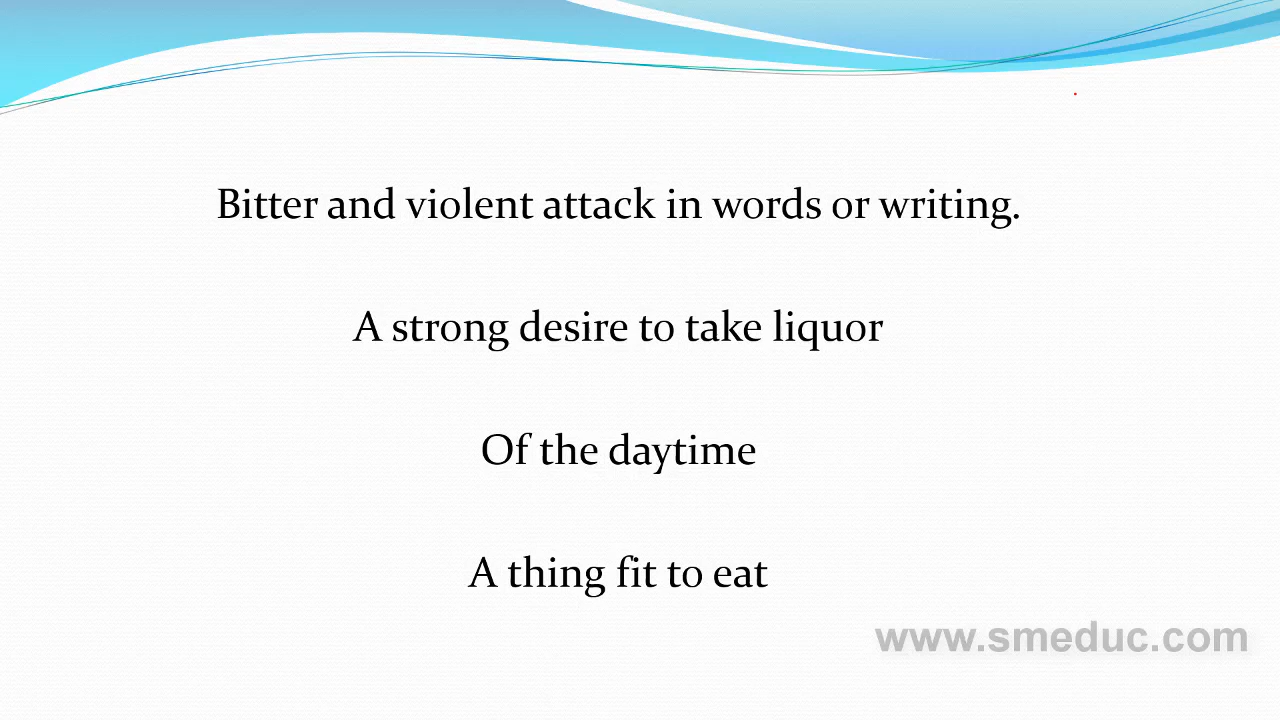 Bitter and violent attack in words or writing.
A strong desire to take liquor
Of the daytime
A thing fit to eat
www.smeduc.com